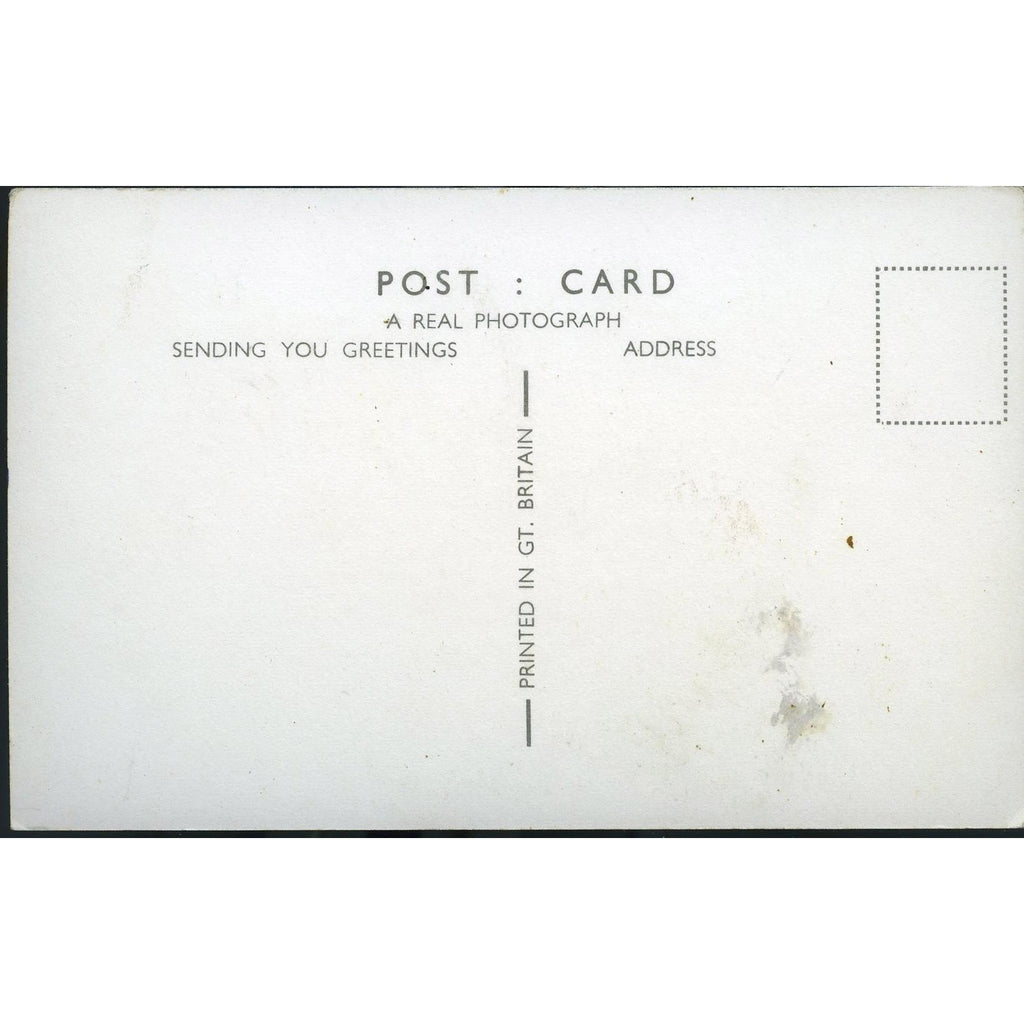 POST : CARD
A REAL PHOTOGRAPH
SENDING YOU GREETINGS
ADDRESS
PRINTED IN GT. BRITAIN